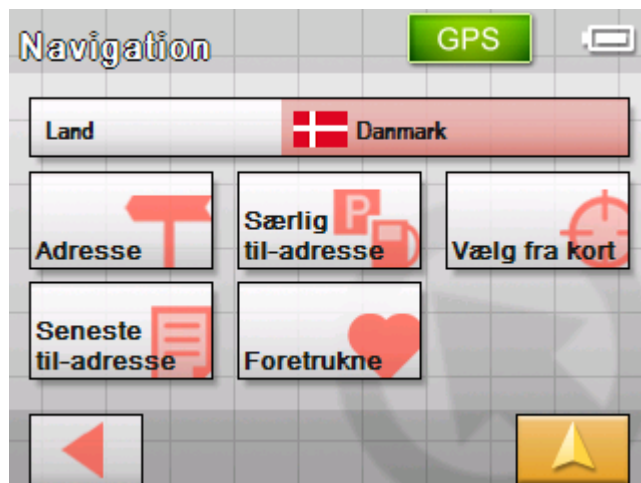 Navigation
GPS
Land
Danmark
Adresse
Særlig
til-adresse
Vælg fra kort
Seneste
til-adresse
Foretrukne
P